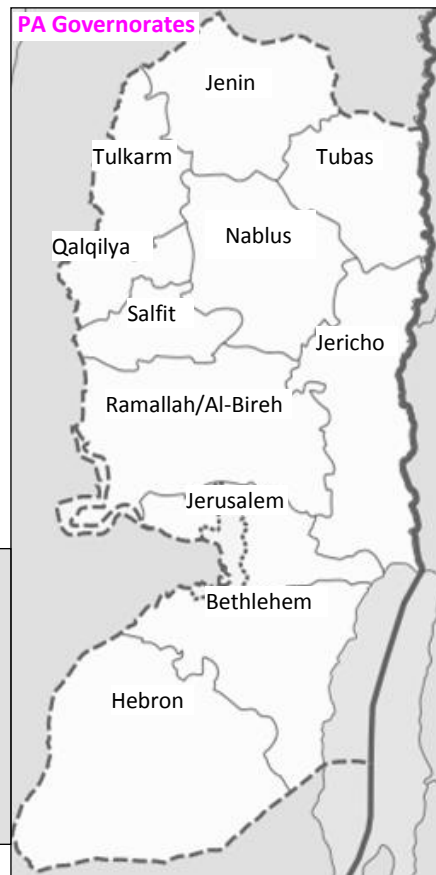 PA Governorates
Jenin
Tulkarm
Tubas
Qalqilya
Nablus
Salfit
Jericho
Ramallah/Al-Bireh
Jerusalem
Bethlehem
Hebron